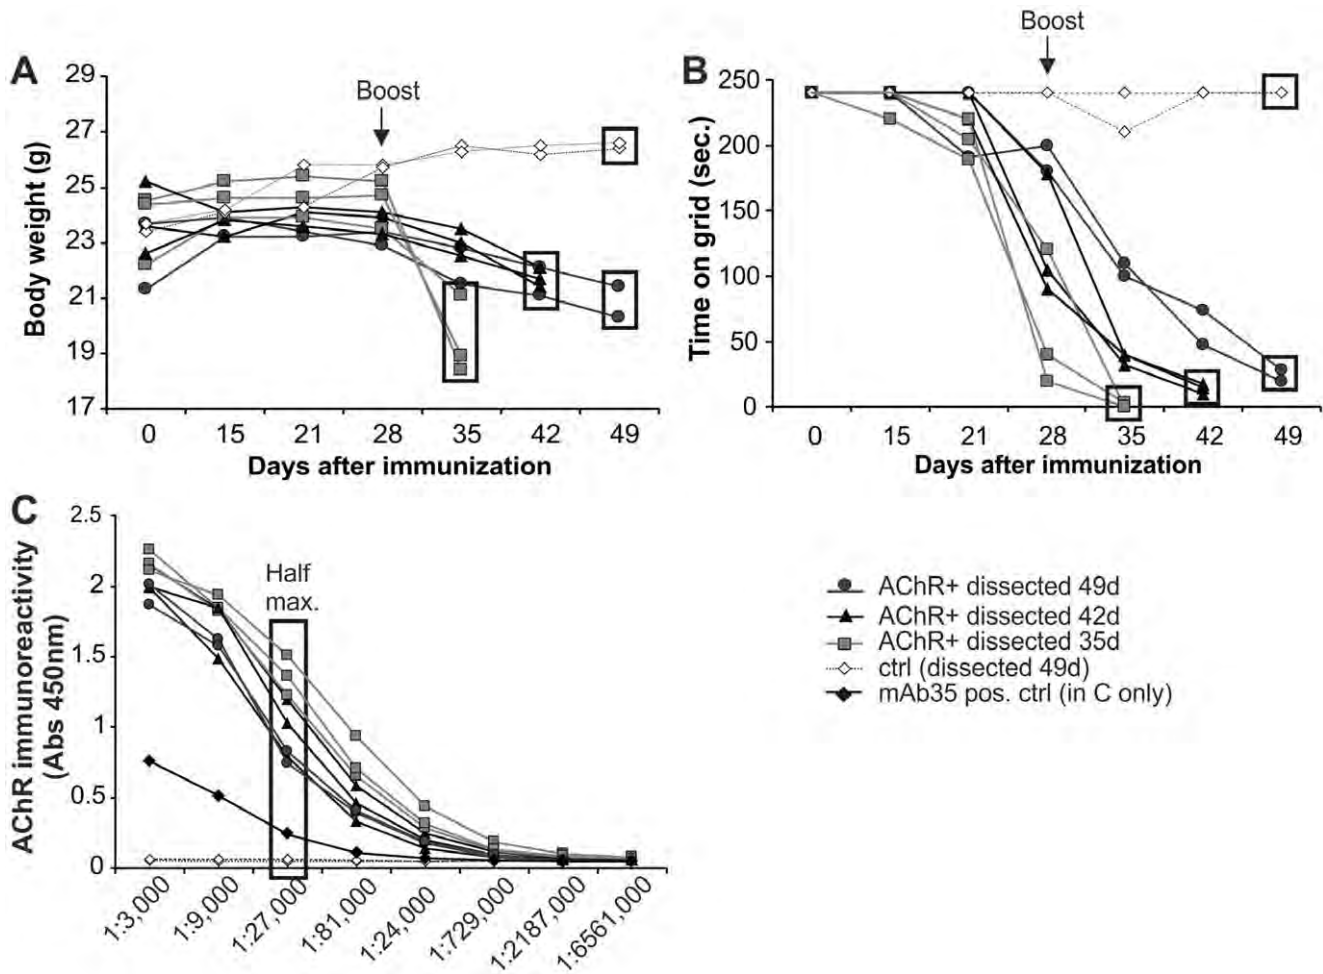 A
Boost
Body weight (g)
29
27
25
23
21
19
17
0 15 21 28 35 42 49
Days after immunization
B
Boost
Time on grid (sec.)
250
200
150
100
50
0
0 15 21 28 35 42 49
Days after immunization
C
AChR immunoreactivity
(Abs 450nm)
2.5
2
1.5
1
0.5
0
Half
max.
1:3,000
1:9,000
1:27,000
1:81,000
1:24,000
1:729,000
1:2187,000
1:6561,000
AChR+ dissected 49d
AChR+ dissected 42d
AChR+ dissected 35d
ctrl (dissected 49d)
mAb35 pos. ctrl (in C only)